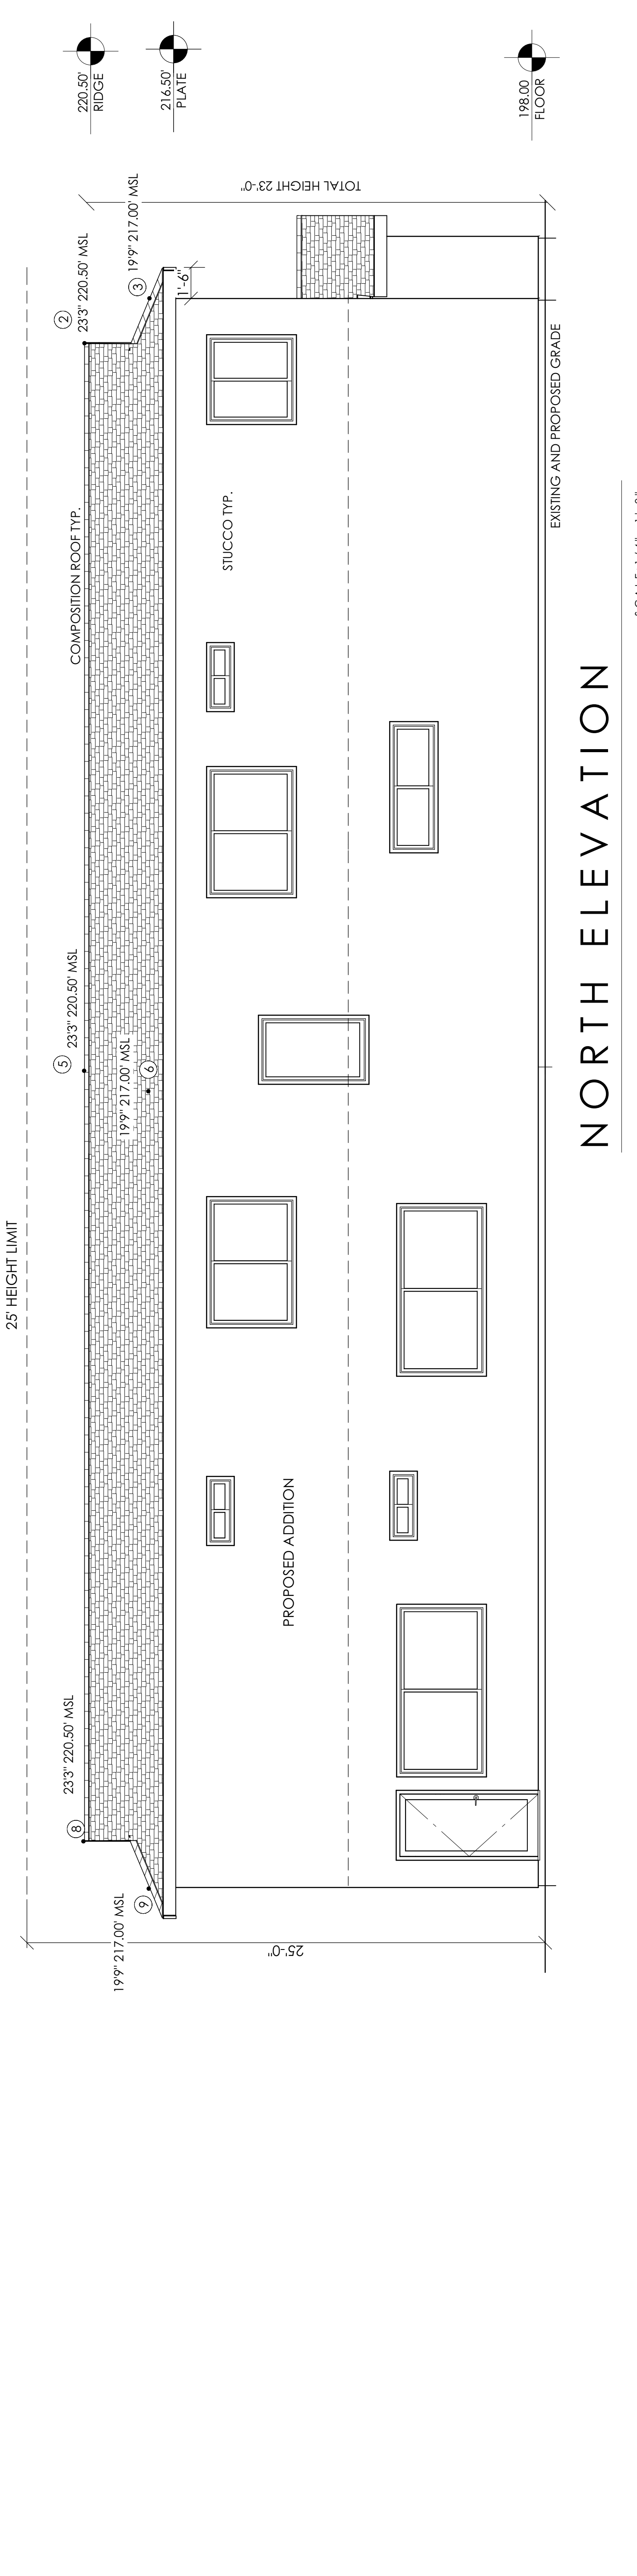 25' HEIGHT LIMIT
19'9" 217.00' MSL
9
8
23'3" 220.50' MSL
5
23'3" 220.50' MSL
19'9" 217.00' MSL
6
COMPOSITION ROOF TYP.
2
23'3" 220.50' MSL
3
19'9" 217.00' MSL
1'-6"
220.50'
RIDGE
216.50'
PLATE
198.00
FLOOR
TOTAL HEIGHT 23'-0"
25'-0"
PROPOSED ADDITION
STUCCO TYP.
EXISTING AND PROPOSED GRADE
NORTH ELEVATION